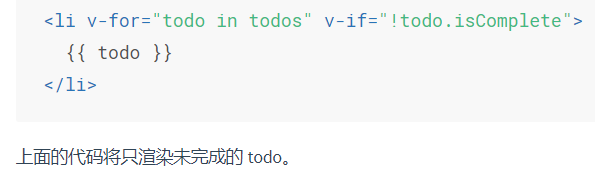 <li v-for="todo in todos" v-if="!todo.isComplete">
{{ todo }}
</li>
上面的代码将只渲染未完成的 todo。